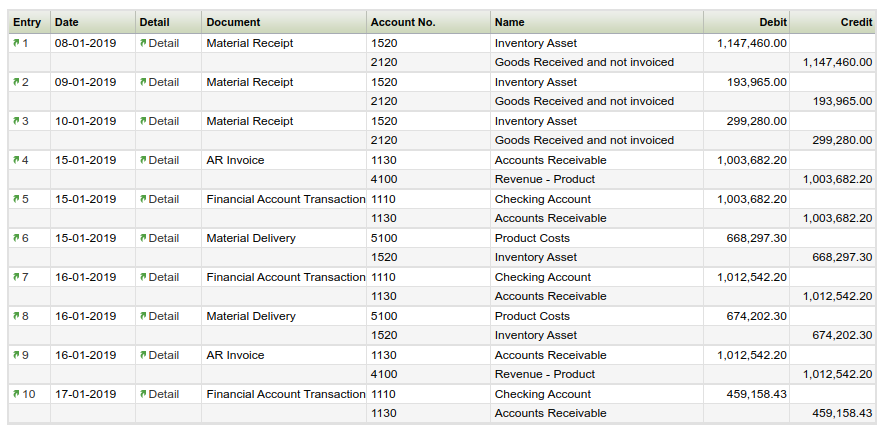 Entry Date Detail Document Account No. Name Debit Credit
1 08-01-2019 Detail Material Receipt 1520 Inventory Asset 1,147,460.00
2120 Goods Received and not invoiced 1,147,460.00
2 09-01-2019 Detail Material Receipt 1520 Inventory Asset 193,965.00
2120 Goods Received and not invoiced 193,965.00
3 10-01-2019 Detail Material Receipt 1520 Inventory Asset 299,280.00
2120 Goods Received and not invoiced 299,280.00
4 15-01-2019 Detail AR Invoice 1130 Accounts Receivable 1,003,682.20
4100 Revenue - Product 1,003,682.20
5 15-01-2019 Detail Financial Account Transaction 1110 Checking Account 1,003,682.20
1130 Accounts Receivable 1,003,682.20
6 15-01-2019 Detail Material Delivery 5100 Product Costs 668,297.30
1520 Inventory Asset 668,297.30
7 16-01-2019 Detail Financial Account Transaction 1110 Checking Account 1,012,542.20
1130 Accounts Receivable 1,012,542.20
8 16-01-2019 Detail Material Delivery 5100 Product Costs 674,202.30
1520 Inventory Asset 674,202.30
9 16-01-2019 Detail AR Invoice 1130 Accounts Receivable 1,012,542.20
4100 Revenue - Product 1,012,542.20
10 17-01-2019 Detail Financial Account Transaction 1110 Checking Account 459,158.43
1130 Accounts Receivable 459,158.43